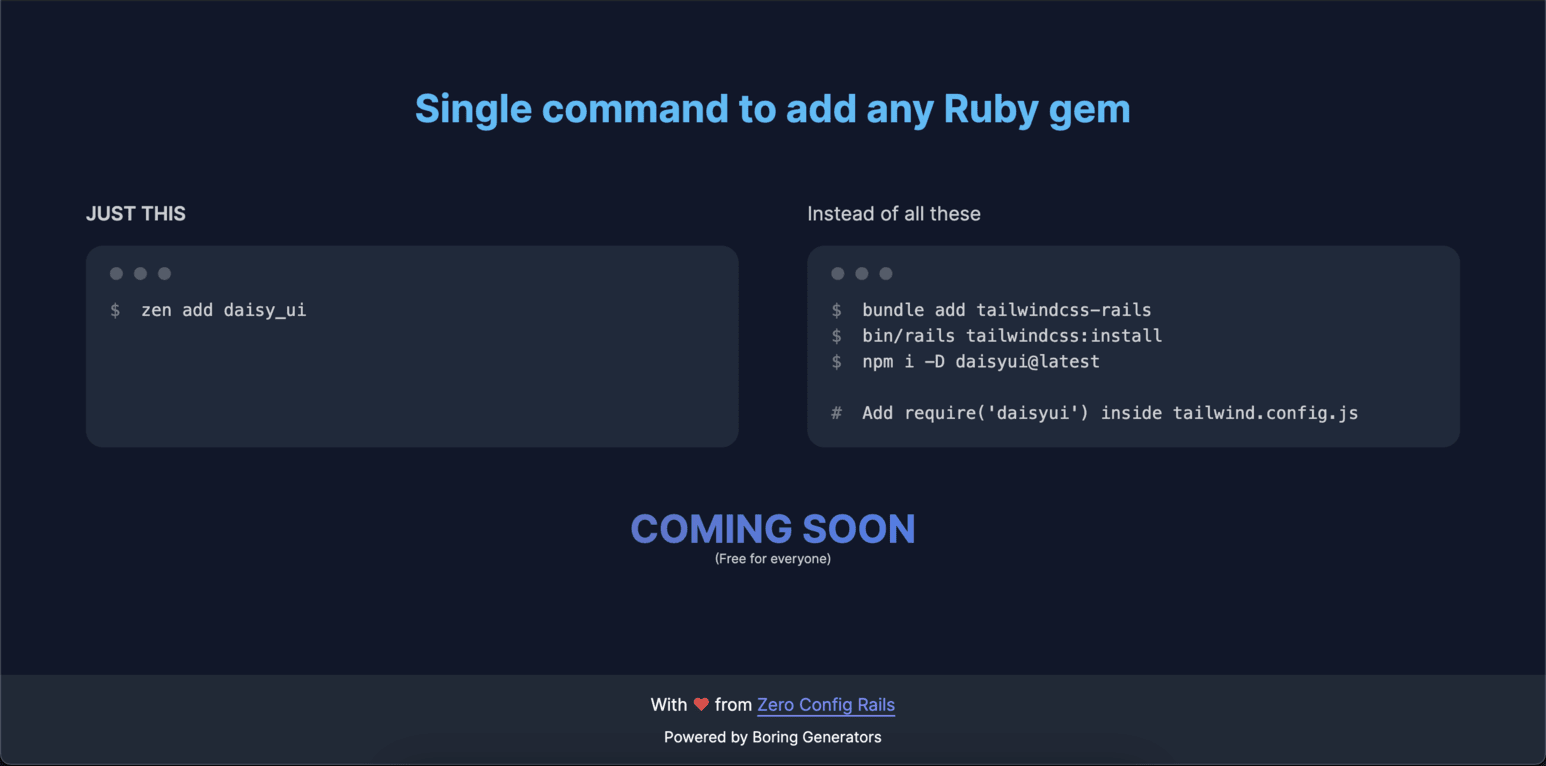 Single command to add any Ruby gem
JUST THIS
$ zen add daisy_ui
Instead of all these
$ bundle add tailwindcss-rails
$ bin/rails tailwindcss:install
$ npm i -D daisyui@latest
# Add require('daisyui') inside tailwind.config.js
COMING SOON
(Free for everyone)
With ❤ from Zero Config Rails
Powered by Boring Generators